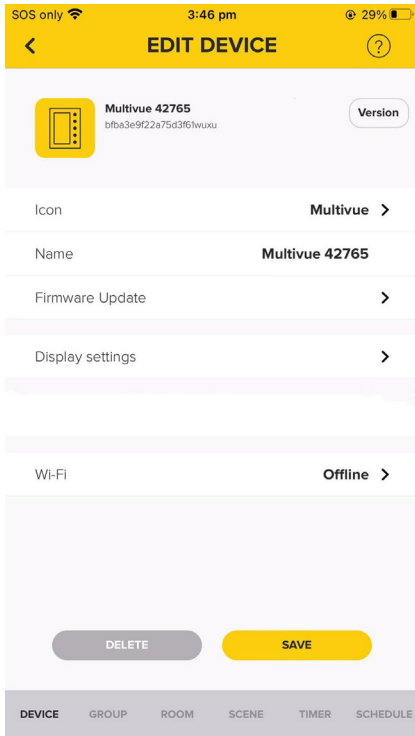 SOS only 3:46 pm 29%
EDIT DEVICE ?
Multivue 42765
bfba3e9f22a75d3f61wuxu
Version
Icon Multivue
Name Multivue 42765
Firmware Update
Display settings
Wi-Fi Offline
DELETE SAVE
DEVICE GROUP ROOM SCENE TIMER SCHEDULE